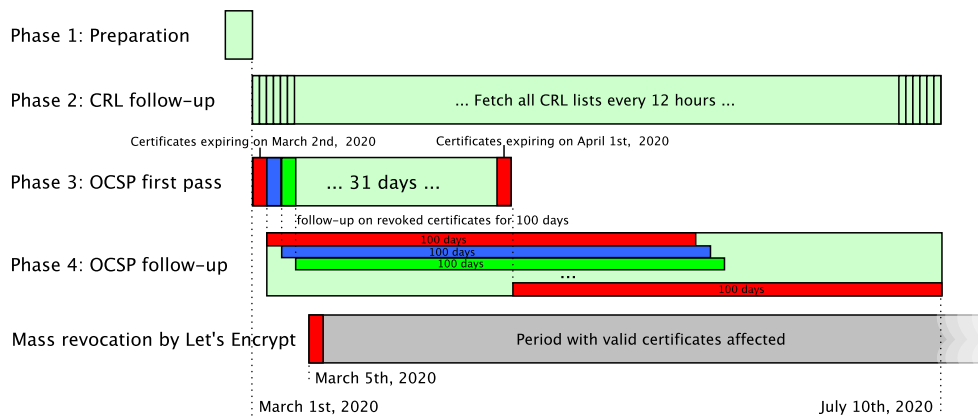 Phase 1: Preparation
Phase 2: CRL follow-up
... Fetch all CRL lists every 12 hours ...
Certificates expiring on March 2nd, 2020
Certificates expiring on April 1st, 2020
Phase 3: OCSP first pass
... 31 days ...
follow-up on revoked certificates for 100 days
100 days
100 days
Phase 4: OCSP follow-up
100 days
...
100 days
Mass revocation by Let's Encrypt
Period with valid certificates affected
March 5th, 2020
March 1st, 2020
July 10th, 2020